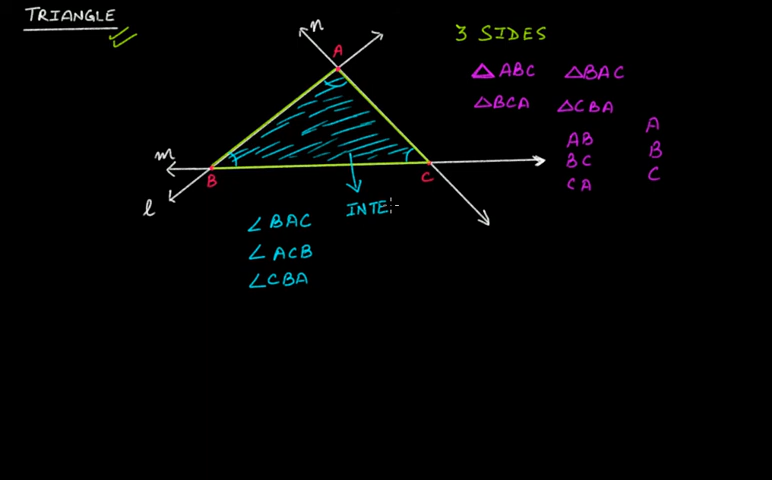 TRIANGLE
n
A
3 SIDES
△ABC △BAC
△BCA △CBA
AB A
BC B
CA C
m
B
C
l
INTE
∠BAC
∠ACB
∠CBA